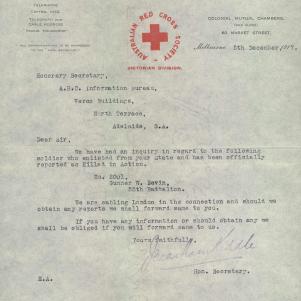 TELEPHONE
CENTRAL
COLONIAL MUTUAL CHAMBERS,
60 MARKET STREET,
AUSTRALIAN RED CROSS SOCIETY
VICTORIAN DIVISION.
Melbourne 5th December, 1917.
Honorary Secretary,
A.R.C. Information Bureau,
Verco Buildings,
North Terrace,
Adelaide, S.A.
Dear Sir,
We have had an inquiry in regard to the following
soldier who enlisted from your State and has been officially
reported as Killed in Action.
No.
Gunner W. Devin,
Battalion.
We are cabling London in the connection and should we
obtain any reports we shall forward same to you.
If you have any information or should obtain any we
shall be obliged if you will forward same to us.
Yours faithfully,
Hon. Secretary.